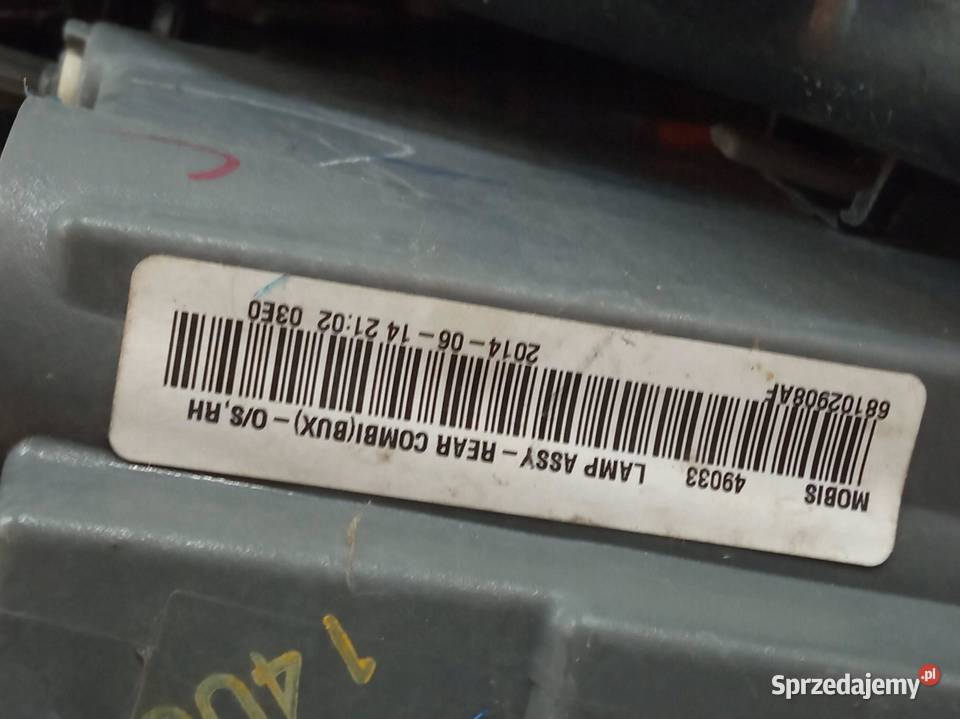 MOBIS 49033 LAMP ASSY-REAR COMBI(BUX)-O/S,RH
68102908AF 2014-06-14 21:02 03E0
Sprzedajemy.pl